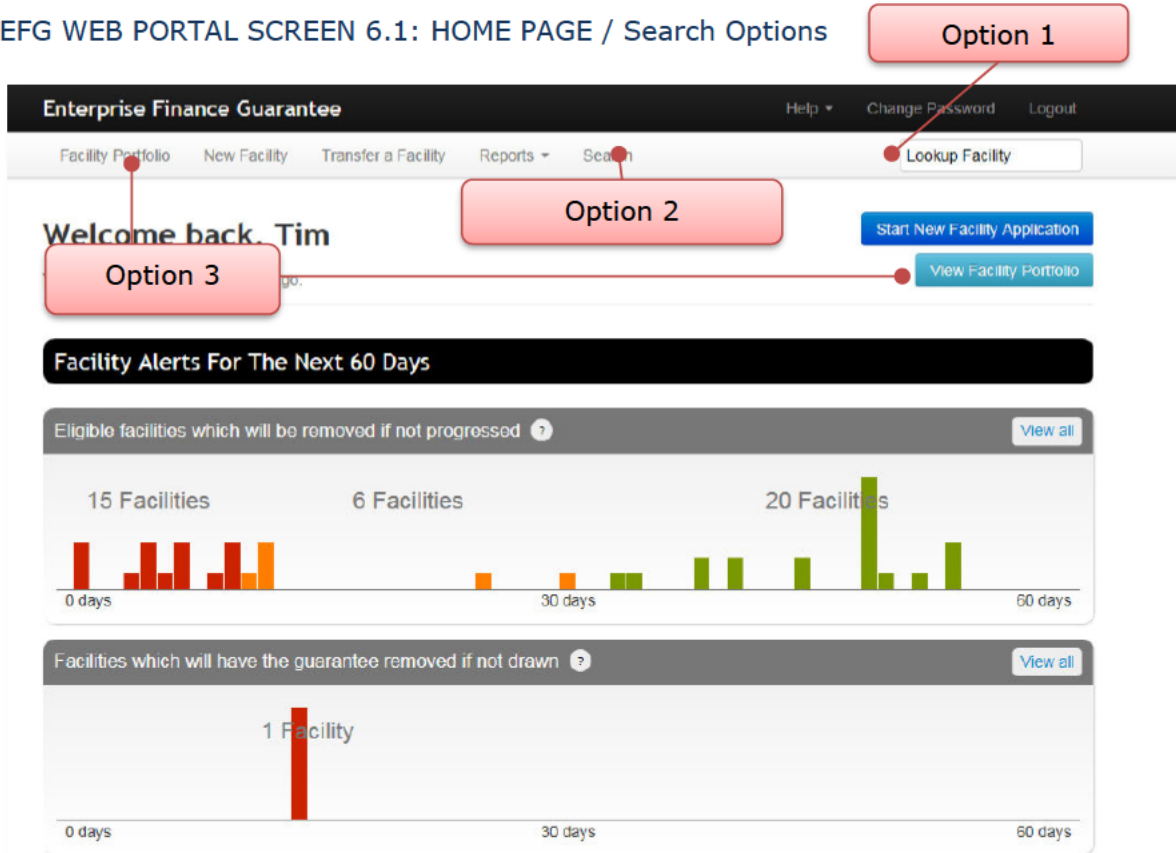 EFG WEB PORTAL SCREEN 6.1: HOME PAGE / Search Options
Option 1
Enterprise Finance Guarantee
Help
Change Password
Logout
Facility Portfolio
New Facility
Transfer a Facility
Reports
Search
Lookup Facility
Option 2
Welcome back, Tim
Start New Facility Application
Option 3
go.
View Facility Portfolio
Facility Alerts For The Next 60 Days
Eligible facilities which will be removed if not progressed ?
View all
15 Facilities
6 Facilities
20 Facilities
0 days
30 days
60 days
Facilities which will have the guarantee removed if not drawn ?
View all
1 Facility
0 days
30 days
60 days